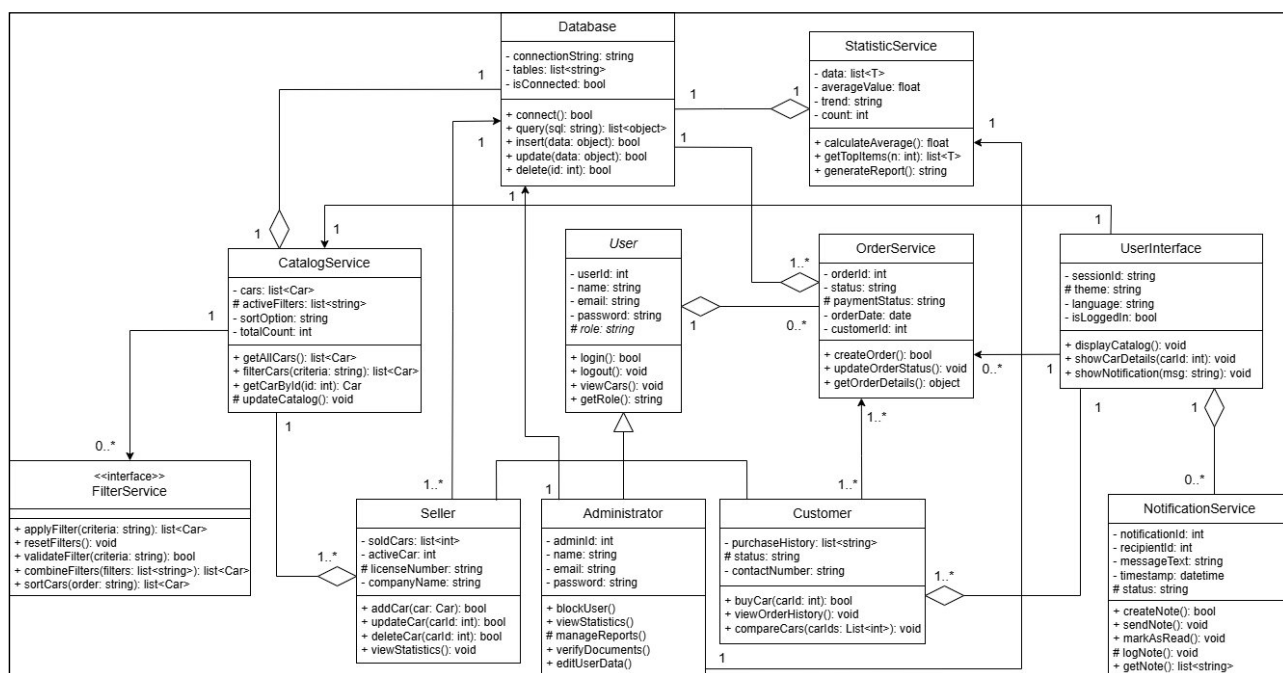 Database
- connectionString: string
- tables: list<string>
- isConnected: bool
+ connect(): bool
+ query(sql: string): list<object>
+ insert(data: object): bool
+ update(data: object): bool
+ delete(id: int): bool
StatisticService
- data: list<T>
- averageValue: float
- trend: string
- count: int
+ calculateAverage(): float
+ getTopItems(n: int): list<T>
+ generateReport(): string
1
1
1
1
1
1
1
1
1
1
CatalogService
- cars: list<Car>
# activeFilters: list<string>
- sortOption: string
- totalCount: int
+ getAllCars(): list<Car>
+ filterCars(criteria: string): list<Car>
+ getCarById(id: int): Car
# updateCatalog(): void
User
- userId: int
- name: string
- email: string
- password: string
# role: string
+ login(): bool
+ logout(): void
+ viewCars(): void
+ getRole(): string
1..*
OrderService
- orderId: int
- status: string
# paymentStatus: string
- orderDate: date
- customerId: int
+ createOrder(): bool
+ updateOrderStatus(): void
+ getOrderDetails(): object
UserInterface
- sessionId: string
# theme: string
- language: string
- isLoggedIn: bool
+ displayCatalog(): void
+ showCarDetails(carId: int): void
+ showNotification(msg: string): void
1
1
0..*
0..*
1
1
1
1
1..*
0..*
<<interface>>
FilterService
+ applyFilter(criteria: string): list<Car>
+ resetFilters(): void
+ validateFilter(criteria: string): bool
+ combineFilters(filters: list<string>): list<Car>
+ sortCars(order: string): list<Car>
1..*
1
1..*
0..*
Seller
- soldCars: list<int>
- activeCar: int
# licenseNumber: string
- companyName: string
+ addCar(car: Car): bool
+ updateCar(carId: int): bool
+ deleteCar(carId: int): bool
+ viewStatistics(): void
1..*
Administrator
- adminId: int
- name: string
- email: string
- password: string
+ blockUser()
+ viewStatistics()
# manageReports()
+ verifyDocuments()
+ editUserData()
Customer
- purchaseHistory: list<string>
# status: string
- contactNumber: string
+ buyCar(carId: int): bool
+ viewOrderHistory(): void
+ compareCars(carIds: List<int>): void
1..*
1
NotificationService
- notificationId: int
- recipientId: int
- messageText: string
- timestamp: datetime
# status: string
+ createNote(): bool
+ sendNote(): void
+ markAsRead(): void
# logNote(): void
+ getNote(): list<string>